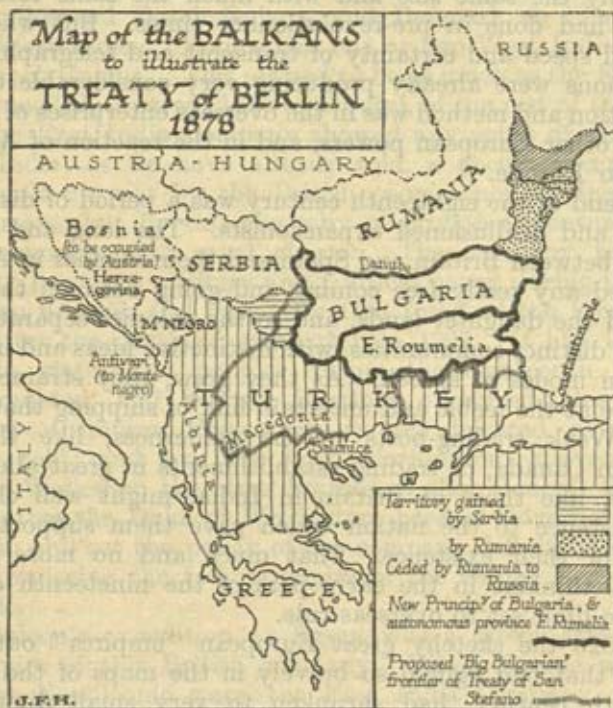 Map of the BALKANS
to illustrate the
TREATY of BERLIN
1878
RUSSIA
AUSTRIA-HUNGARY
RUMANIA
Bosnia
(to be occupied
by Austria)
Herze-
govina
SERBIA
Danube
BULGARIA
M'NEGRO
E. Roumelia
Antivari
(to Monte-
negro)
Constantinople
TURKEY
Albania
Macedonia
Salonica
ITALY
GREECE
Territory gained
by Serbia
by Rumania
Ceded by Rumania to
Russia
New Principy of Bulgaria, &
autonomous province E. Rumelia
Proposed 'Big Bulgarian'
frontier of Treaty of San
Stefano
J.F.H.